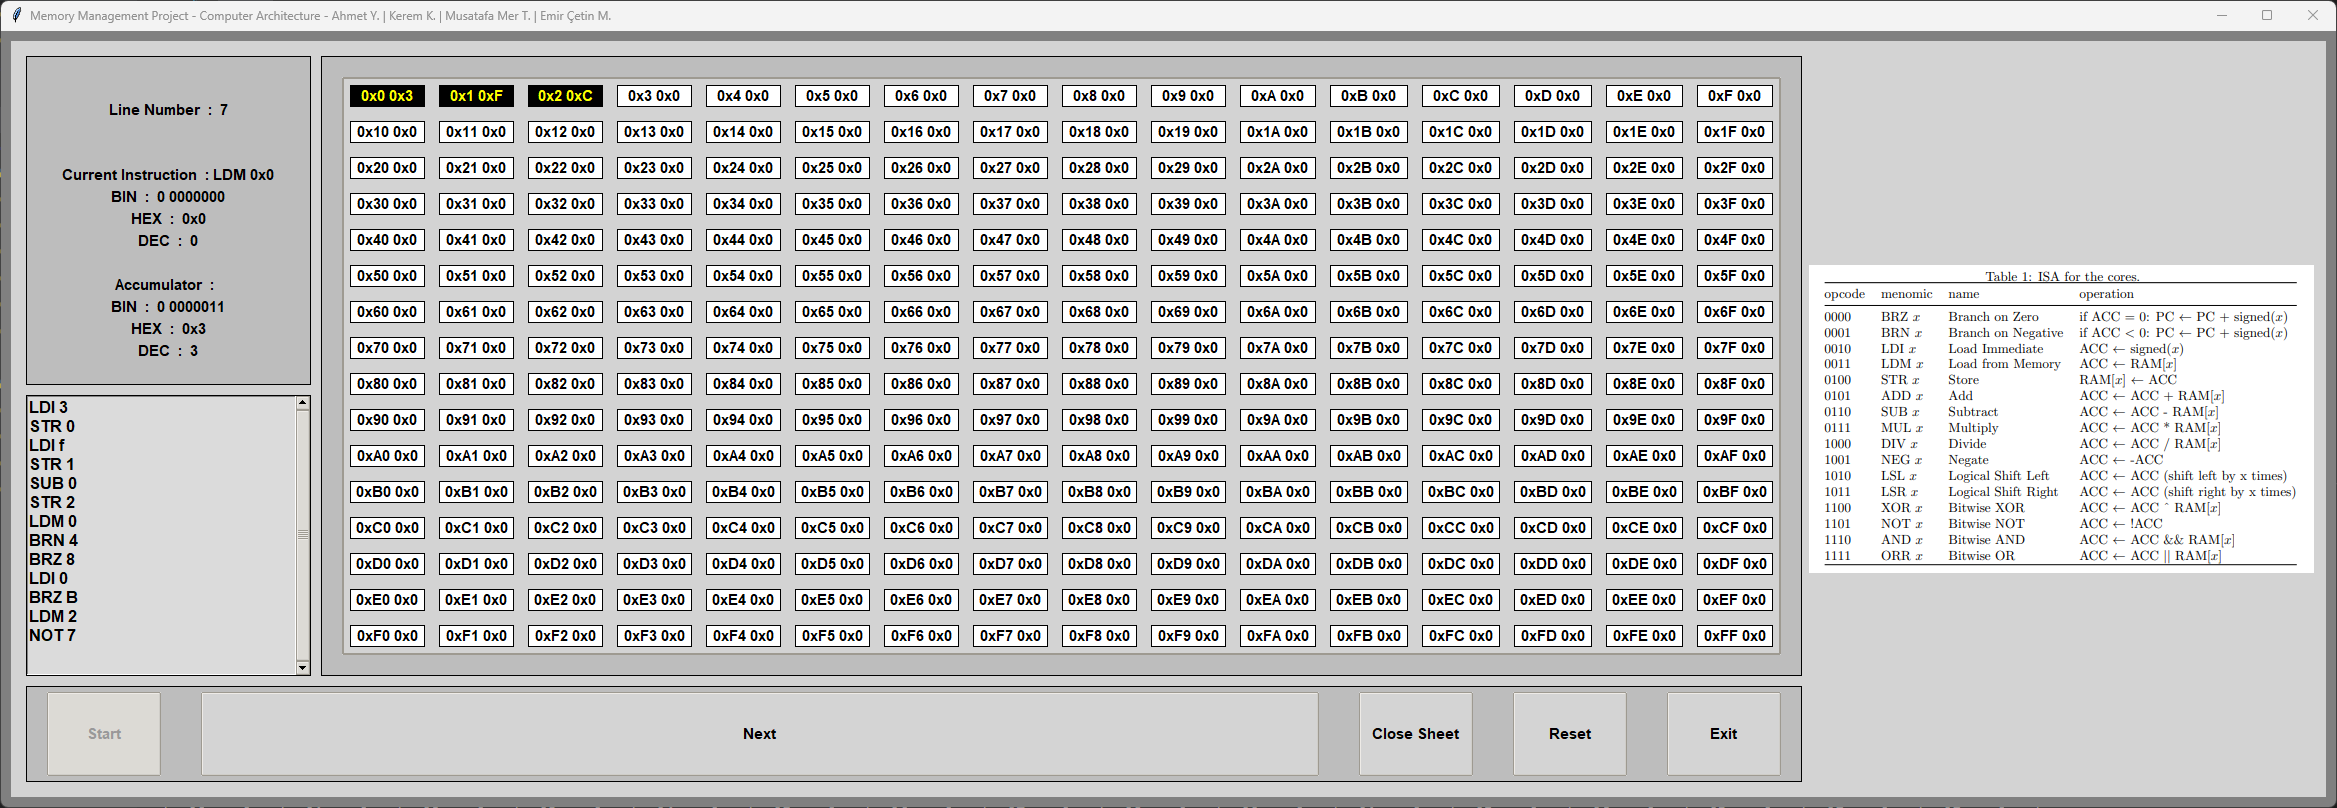 Memory Management Project - Computer Architecture - Ahmet Y. | Kerem K. | Musatafa Mer T. | Emir Çetin M.
Line Number : 7
Current Instruction : LDM 0x0
BIN : 0 0000000
HEX : 0x0
DEC : 0
Accumulator :
BIN : 0 0000011
HEX : 0x3
DEC : 3
LDI 3
STR 0
LDI f
STR 1
SUB 0
STR 2
LDM 0
BRN 4
BRZ 8
LDI 0
BRZ B
LDM 2
NOT 7
0x0 0x3 0x1 0xF 0x2 0xC 0x3 0x0 0x4 0x0 0x5 0x0 0x6 0x0 0x7 0x0 0x8 0x0 0x9 0x0 0xA 0x0 0xB 0x0 0xC 0x0 0xD 0x0 0xE 0x0 0xF 0x0
0x10 0x0 0x11 0x0 0x12 0x0 0x13 0x0 0x14 0x0 0x15 0x0 0x16 0x0 0x17 0x0 0x18 0x0 0x19 0x0 0x1A 0x0 0x1B 0x0 0x1C 0x0 0x1D 0x0 0x1E 0x0 0x1F 0x0
0x20 0x0 0x21 0x0 0x22 0x0 0x23 0x0 0x24 0x0 0x25 0x0 0x26 0x0 0x27 0x0 0x28 0x0 0x29 0x0 0x2A 0x0 0x2B 0x0 0x2C 0x0 0x2D 0x0 0x2E 0x0 0x2F 0x0
0x30 0x0 0x31 0x0 0x32 0x0 0x33 0x0 0x34 0x0 0x35 0x0 0x36 0x0 0x37 0x0 0x38 0x0 0x39 0x0 0x3A 0x0 0x3B 0x0 0x3C 0x0 0x3D 0x0 0x3E 0x0 0x3F 0x0
0x40 0x0 0x41 0x0 0x42 0x0 0x43 0x0 0x44 0x0 0x45 0x0 0x46 0x0 0x47 0x0 0x48 0x0 0x49 0x0 0x4A 0x0 0x4B 0x0 0x4C 0x0 0x4D 0x0 0x4E 0x0 0x4F 0x0
0x50 0x0 0x51 0x0 0x52 0x0 0x53 0x0 0x54 0x0 0x55 0x0 0x56 0x0 0x57 0x0 0x58 0x0 0x59 0x0 0x5A 0x0 0x5B 0x0 0x5C 0x0 0x5D 0x0 0x5E 0x0 0x5F 0x0
0x60 0x0 0x61 0x0 0x62 0x0 0x63 0x0 0x64 0x0 0x65 0x0 0x66 0x0 0x67 0x0 0x68 0x0 0x69 0x0 0x6A 0x0 0x6B 0x0 0x6C 0x0 0x6D 0x0 0x6E 0x0 0x6F 0x0
0x70 0x0 0x71 0x0 0x72 0x0 0x73 0x0 0x74 0x0 0x75 0x0 0x76 0x0 0x77 0x0 0x78 0x0 0x79 0x0 0x7A 0x0 0x7B 0x0 0x7C 0x0 0x7D 0x0 0x7E 0x0 0x7F 0x0
0x80 0x0 0x81 0x0 0x82 0x0 0x83 0x0 0x84 0x0 0x85 0x0 0x86 0x0 0x87 0x0 0x88 0x0 0x89 0x0 0x8A 0x0 0x8B 0x0 0x8C 0x0 0x8D 0x0 0x8E 0x0 0x8F 0x0
0x90 0x0 0x91 0x0 0x92 0x0 0x93 0x0 0x94 0x0 0x95 0x0 0x96 0x0 0x97 0x0 0x98 0x0 0x99 0x0 0x9A 0x0 0x9B 0x0 0x9C 0x0 0x9D 0x0 0x9E 0x0 0x9F 0x0
0xA0 0x0 0xA1 0x0 0xA2 0x0 0xA3 0x0 0xA4 0x0 0xA5 0x0 0xA6 0x0 0xA7 0x0 0xA8 0x0 0xA9 0x0 0xAA 0x0 0xAB 0x0 0xAC 0x0 0xAD 0x0 0xAE 0x0 0xAF 0x0
0xB0 0x0 0xB1 0x0 0xB2 0x0 0xB3 0x0 0xB4 0x0 0xB5 0x0 0xB6 0x0 0xB7 0x0 0xB8 0x0 0xB9 0x0 0xBA 0x0 0xBB 0x0 0xBC 0x0 0xBD 0x0 0xBE 0x0 0xBF 0x0
0xC0 0x0 0xC1 0x0 0xC2 0x0 0xC3 0x0 0xC4 0x0 0xC5 0x0 0xC6 0x0 0xC7 0x0 0xC8 0x0 0xC9 0x0 0xCA 0x0 0xCB 0x0 0xCC 0x0 0xCD 0x0 0xCE 0x0 0xCF 0x0
0xD0 0x0 0xD1 0x0 0xD2 0x0 0xD3 0x0 0xD4 0x0 0xD5 0x0 0xD6 0x0 0xD7 0x0 0xD8 0x0 0xD9 0x0 0xDA 0x0 0xDB 0x0 0xDC 0x0 0xDD 0x0 0xDE 0x0 0xDF 0x0
0xE0 0x0 0xE1 0x0 0xE2 0x0 0xE3 0x0 0xE4 0x0 0xE5 0x0 0xE6 0x0 0xE7 0x0 0xE8 0x0 0xE9 0x0 0xEA 0x0 0xEB 0x0 0xEC 0x0 0xED 0x0 0xEE 0x0 0xEF 0x0
0xF0 0x0 0xF1 0x0 0xF2 0x0 0xF3 0x0 0xF4 0x0 0xF5 0x0 0xF6 0x0 0xF7 0x0 0xF8 0x0 0xF9 0x0 0xFA 0x0 0xFB 0x0 0xFC 0x0 0xFD 0x0 0xFE 0x0 0xFF 0x0
Table 1: ISA for the cores.
opcode menomic name operation
0000 BRZ x Branch on Zero if ACC = 0: PC ← PC + signed(x)
0001 BRN x Branch on Negative if ACC < 0: PC ← PC + signed(x)
0010 LDI x Load Immediate ACC ← signed(x)
0011 LDM x Load from Memory ACC ← RAM[x]
0100 STR x Store RAM[x] ← ACC
0101 ADD x Add ACC ← ACC + RAM[x]
0110 SUB x Subtract ACC ← ACC - RAM[x]
0111 MUL x Multiply ACC ← ACC * RAM[x]
1000 DIV x Divide ACC ← ACC / RAM[x]
1001 NEG x Negate ACC ← -ACC
1010 LSL x Logical Shift Left ACC ← ACC (shift left by x times)
1011 LSR x Logical Shift Right ACC ← ACC (shift right by x times)
1100 XOR x Bitwise XOR ACC ← ACC ^ RAM[x]
1101 NOT x Bitwise NOT ACC ← !ACC
1110 AND x Bitwise AND ACC ← ACC && RAM[x]
1111 ORR x Bitwise OR ACC ← ACC || RAM[x]
Start Next Close Sheet Reset Exit